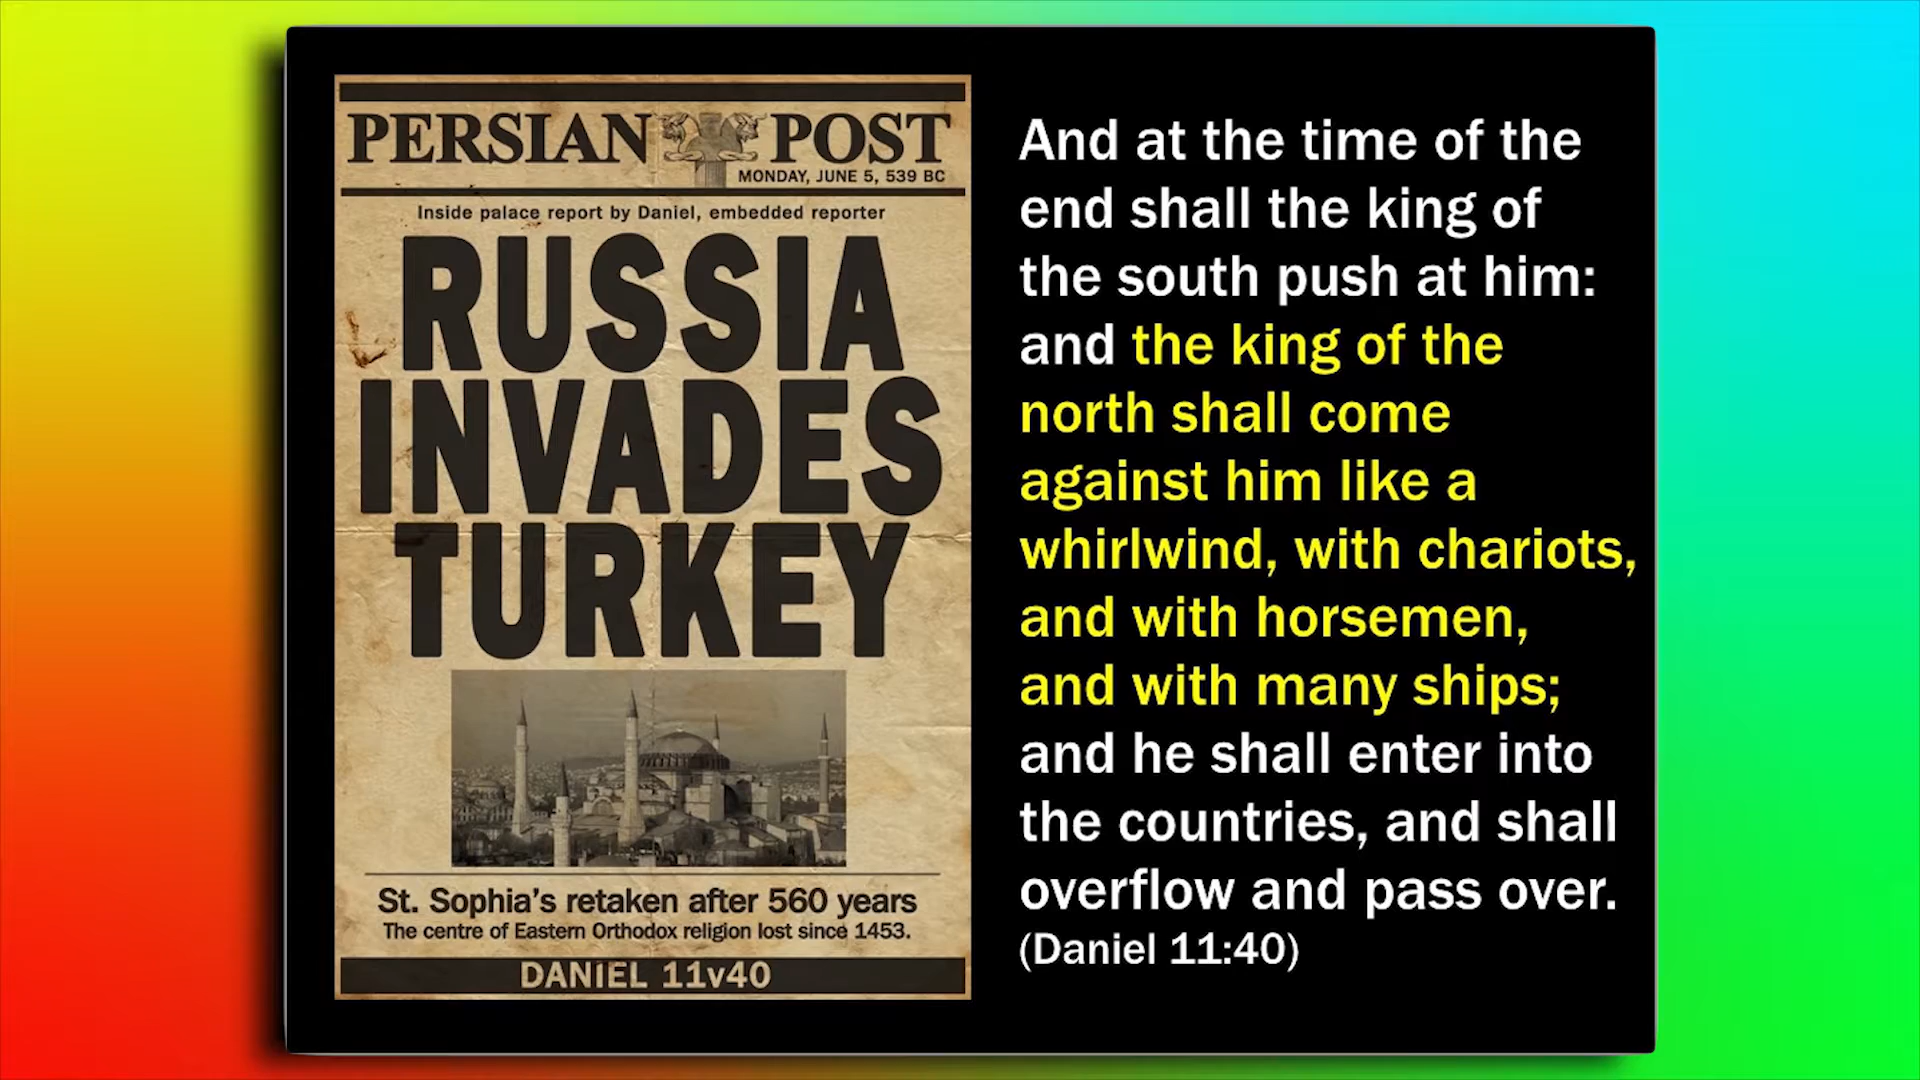 PERSIAN POST
MONDAY, JUNE 5, 539 BC
Inside palace report by Daniel, embedded reporter
RUSSIA
INVADES
TURKEY
St. Sophia's retaken after 560 years
The centre of Eastern Orthodox religion lost since 1453.
DANIEL 11v40
And at the time of the
end shall the king of
the south push at him:
and the king of the
north shall come
against him like a
whirlwind, with chariots,
and with horsemen,
and with many ships;
and he shall enter into
the countries, and shall
overflow and pass over.
(Daniel 11:40)